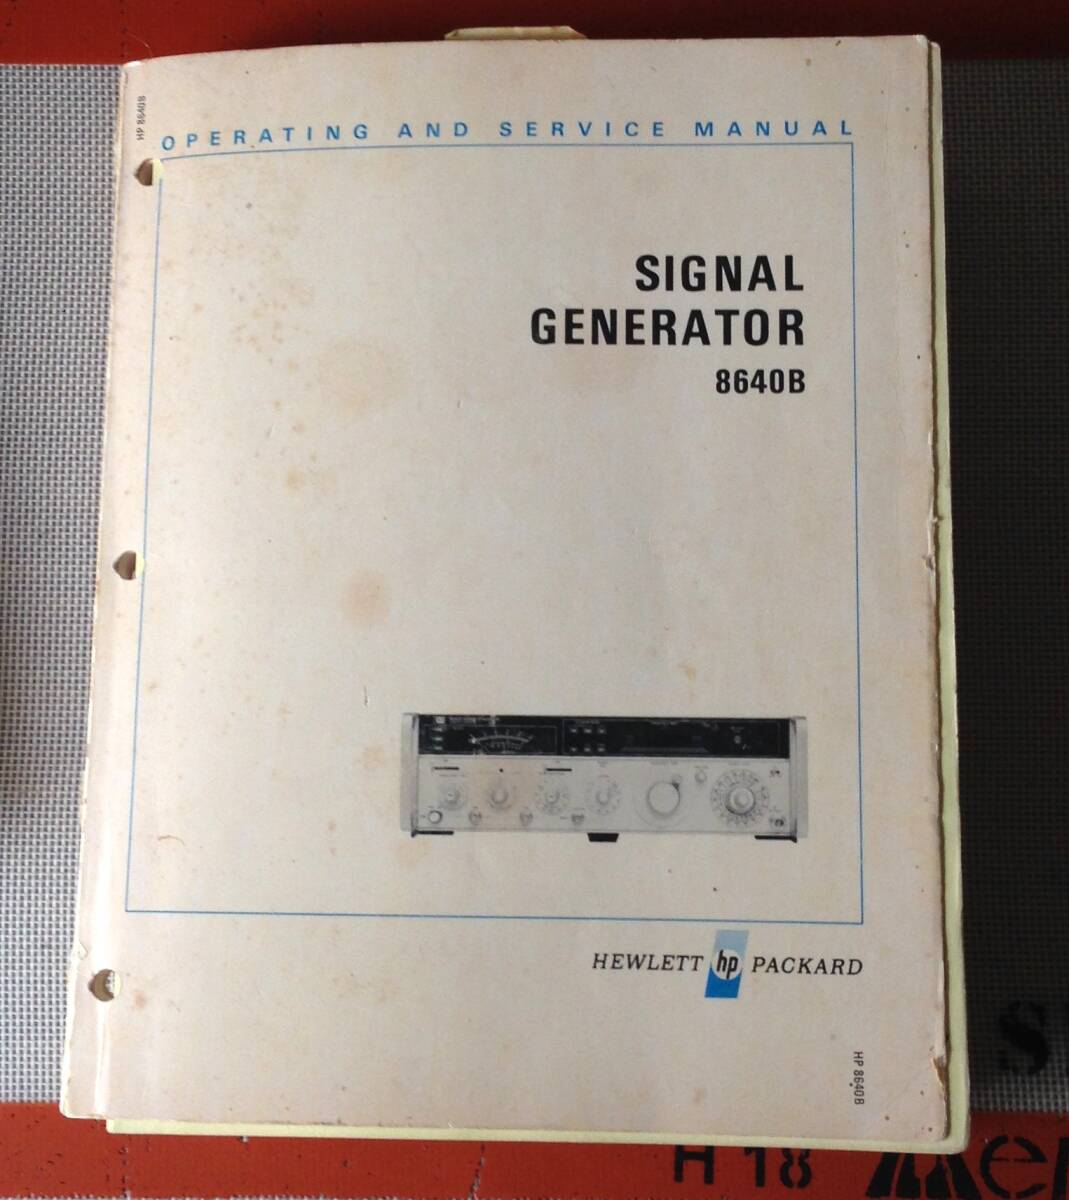 HP 8640B
OPERATING AND SERVICE MANUAL
SIGNAL
GENERATOR
8640B
HEWLETT hp PACKARD
HP 8640B
H 18